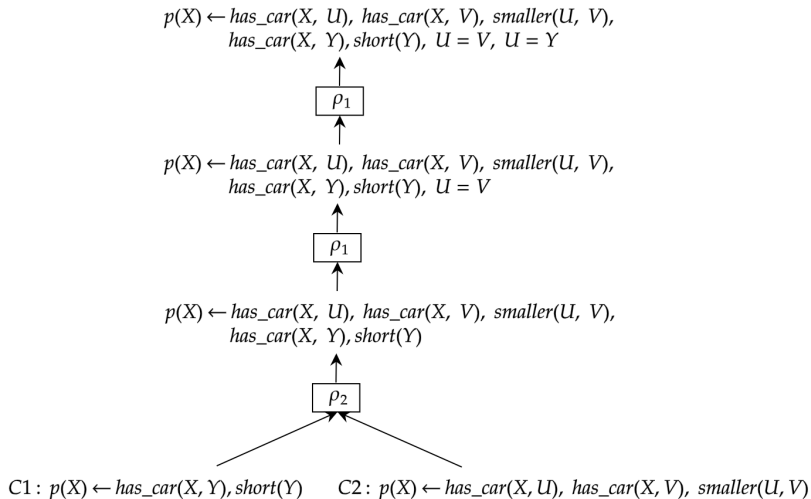 p(X) ← has_car(X, U), has_car(X, V), smaller(U, V),
has_car(X, Y), short(Y), U = V, U = Y
ρ₁
p(X) ← has_car(X, U), has_car(X, V), smaller(U, V),
has_car(X, Y), short(Y), U = V
ρ₁
p(X) ← has_car(X, U), has_car(X, V), smaller(U, V),
has_car(X, Y), short(Y)
ρ₂
C1: p(X) ← has_car(X, Y), short(Y)
C2: p(X) ← has_car(X, U), has_car(X, V), smaller(U, V)